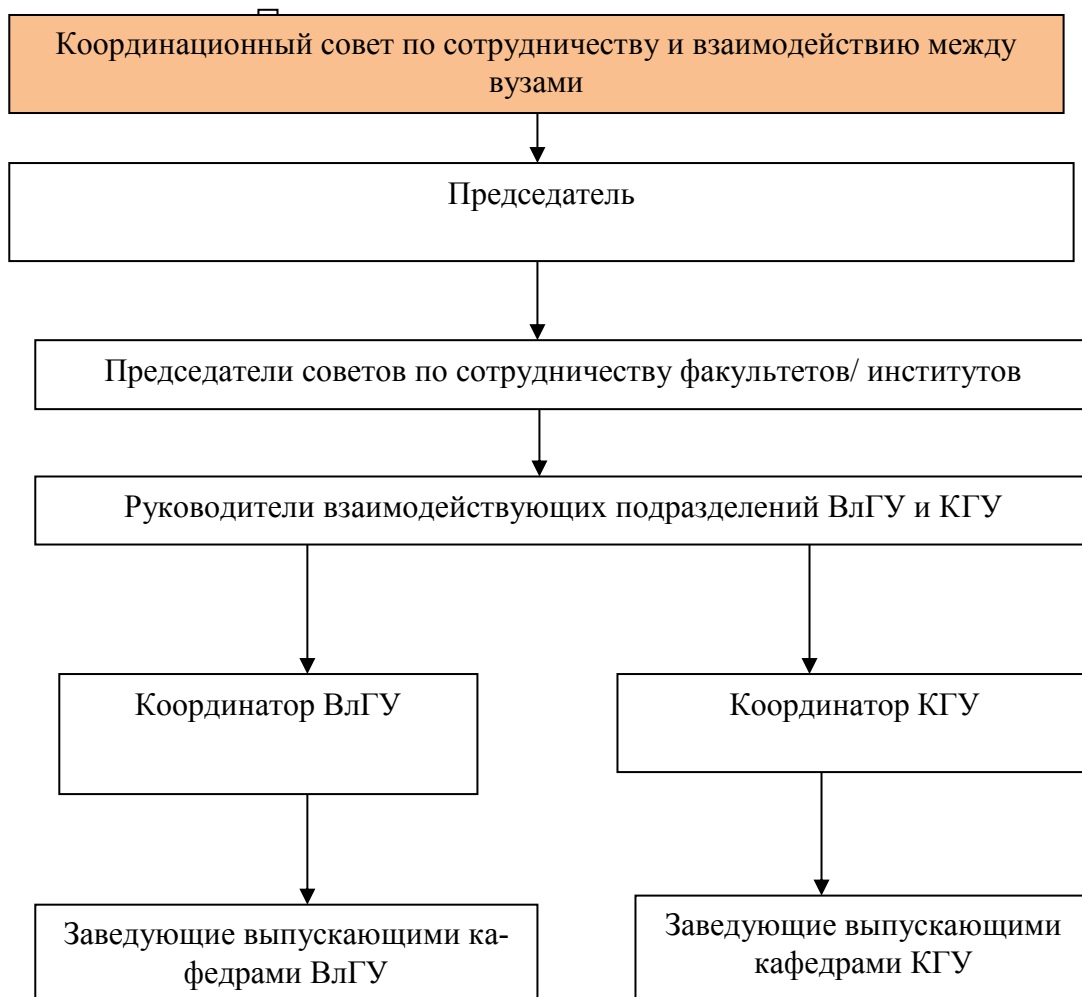 Координационный совет по сотрудничеству и взаимодействию между
вузами
Председатель
Председатели советов по сотрудничеству факультетов/ институтов
Руководители взаимодействующих подразделений ВлГУ и КГУ
Координатор ВлГУ
Координатор КГУ
Заведующие выпускающими ка-
федрами ВлГУ
Заведующие выпускающими
кафедрами КГУ